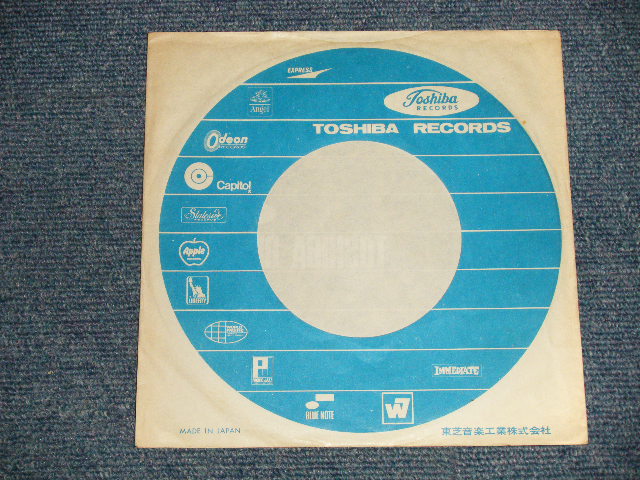 EXPRESS
Toshiba
RECORDS
Angel
TOSHIBA RECORDS
Odeon
Capitol
Stateside
Apple
LIBERTY
IMMEDIATE
BLUE NOTE
MADE IN JAPAN
東芝音楽工業株式会社